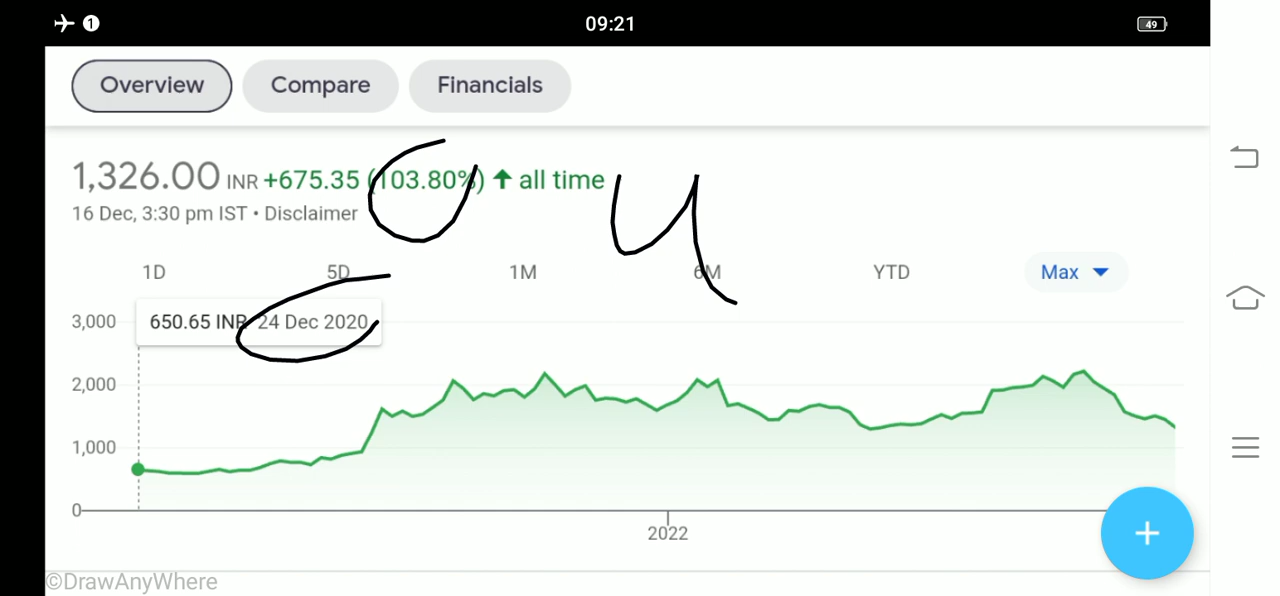 09:21
49
1
Overview Compare Financials
1,326.00 INR +675.35 (103.80%) ↑ all time
16 Dec, 3:30 pm IST • Disclaimer
1D 5D 1M 6M YTD Max
3,000
650.65 INR 24 Dec 2020
2,000
1,000
0
2022
+
©DrawAnyWhere